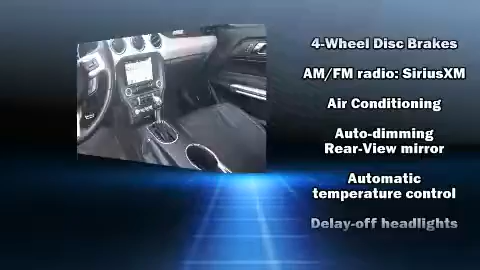 4-Wheel Disc Brakes
AM/FM radio: SiriusXM
Air Conditioning
Auto-dimming
Rear-View mirror
Automatic
temperature control
Delay-off headlights